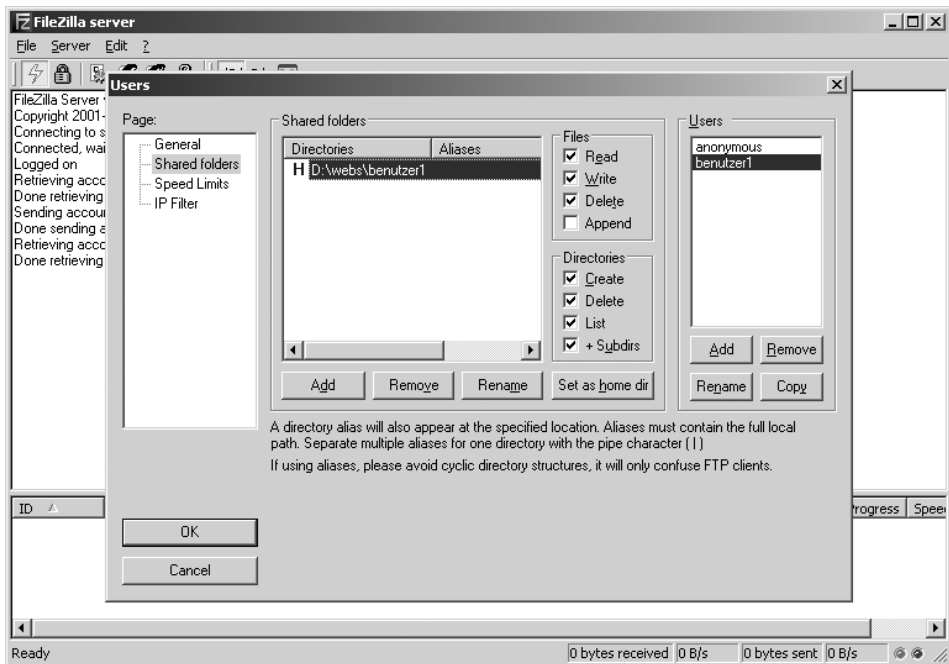 FileZilla server
File Server Edit ?
FileZilla Server
Copyright 2001-
Connecting to s
Connected, wai
Logged on
Retrieving acco
Done retrieving
Sending accour
Done sending a
Retrieving acco
Done retrieving
Users
Page:
General
Shared folders
Speed Limits
IP Filter
Shared folders
Directories Aliases
H D:\webs\benutzer1
Add Remove Rename Set as home dir
Files
Read
Write
Delete
Append
Directories
Create
Delete
List
+ Subdirs
Users
anonymous
benutzer1
Add Remove
Rename Copy
A directory alias will also appear at the specified location. Aliases must contain the full local
path. Separate multiple aliases for one directory with the pipe character ( | )
If using aliases, please avoid cyclic directory structures, it will only confuse FTP clients.
OK
Cancel
ID Progress Speed
Ready 0 bytes received 0 B/s 0 bytes sent 0 B/s